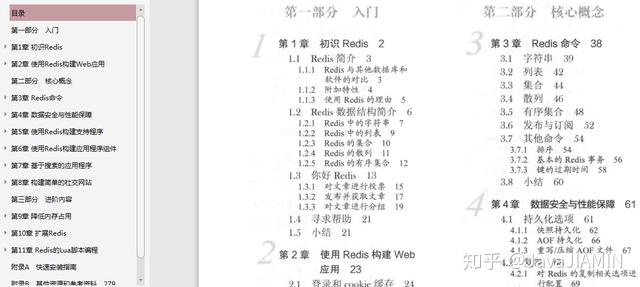 目录
第一部分 入门
第1章 初识Redis
第2章 使用Redis构建Web应用
第二部分 核心概念
第3章 Redis命令
第4章 数据安全与性能保障
第5章 使用Redis构建支持程序
第6章 使用Redis构建应用程序组件
第7章 基于搜索的应用程序
第8章 构建简单的社交网站
第三部分 进阶内容
第9章 降低内存占用
第10章 扩展Redis
第11章 Redis的Lua脚本编程
附录A 快速安装指南
附录B 其他资源和参考资料 279
第一部分 入门
1 第1章 初识 Redis 2
1.1 Redis 简介 3
1.1.1 Redis 与其他数据库和
软件的对比 3
1.1.2 附加特性 4
1.1.3 使用 Redis 的理由 5
1.2 Redis 数据结构简介 6
1.2.1 Redis 中的字符串 7
1.2.2 Redis 中的列表 9
1.2.3 Redis 的集合 10
1.2.4 Redis 的散列 11
1.2.5 Redis 的有序集合 12
1.3 你好 Redis 13
1.3.1 对文章进行投票 15
1.3.2 发布并获取文章 17
1.3.3 对文章进行分组 19
1.4 寻求帮助 21
1.5 小结 21
2 第2章 使用 Redis 构建 Web
应用 23
2.1 登录和 cookie 缓存 24
第二部分 核心概念
3 第3章 Redis 命令 38
3.1 字符串 39
3.2 列表 42
3.3 集合 44
3.4 散列 46
3.5 有序集合 48
3.6 发布与订阅 52
3.7 其他命令 54
3.7.1 排序 54
3.7.2 基本的 Redis 事务 56
3.7.3 键的过期时间 58
3.8 小结 60
4 第4章 数据安全与性能保障 61
4.1 持久化选项 61
4.1.1 快照持久化 62
4.1.2 AOF 持久化 66
4.1.3 重写/压缩 AOF 文件 67
4.2.1 对 Redis 的复制相关选项进
行配置 69
知乎 @JavaJIAMIN